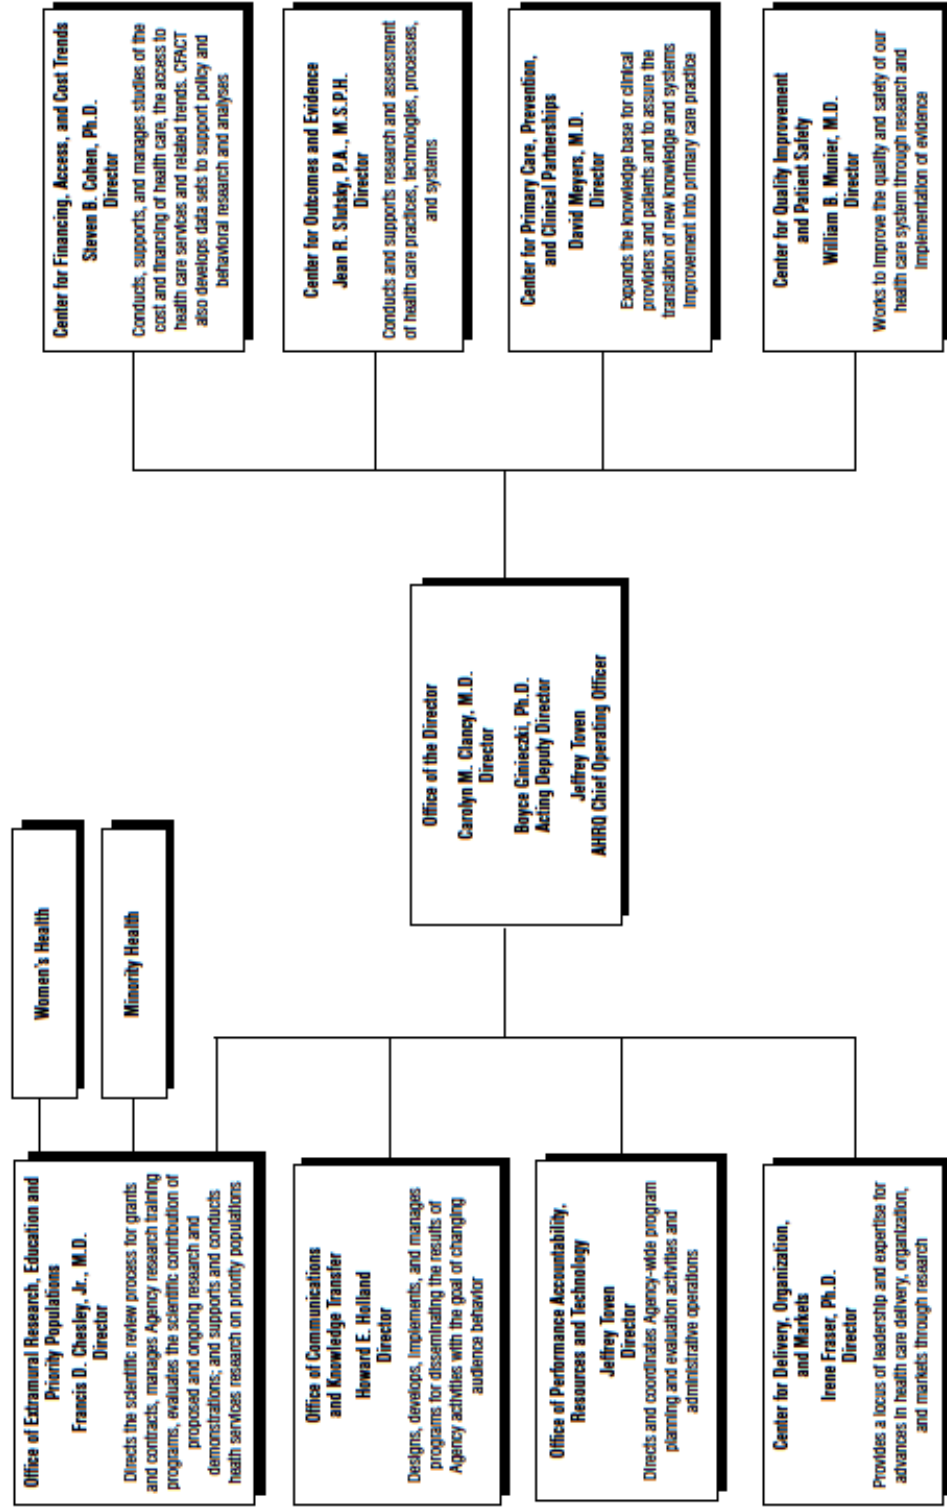 Office of Extramural Research, Education and
Priority Populations
Francis D. Chesley, Jr., M.D.
Director
Directs the scientific review process for grants
and contracts, manages Agency research training
programs, evaluates the scientific contribution of
proposed and ongoing research and
demonstrations; and supports and conducts
health services research on priority populations
Women's Health
Minority Health
Office of Communications
and Knowledge Transfer
Howard E. Holland
Director
Designs, develops, implements, and manages
programs for disseminating the results of
Agency activities with the goal of changing
audience behavior
Office of Performance Accountability,
Resources and Technology
Jeffrey Toven
Director
Directs and coordinates Agency-wide program
planning and evaluation activities and
administrative operations
Center for Delivery, Organization,
and Markets
Irene Fraser, Ph.D.
Director
Provides a locus of leadership and expertise for
advances in health care delivery, organization,
and markets through research
Office of the Director
Carolyn M. Clancy, M.D.
Director
Boyce Ginieczki, Ph.D.
Acting Deputy Director
Jeffrey Toven
AHRQ Chief Operating Officer
Center for Financing, Access, and Cost Trends
Steven B. Cohen, Ph.D.
Director
Conducts, supports, and manages studies of the
cost and financing of health care, the access to
health care services and related trends. CFACT
also develops data sets to support policy and
behavioral research and analyses
Center for Outcomes and Evidence
Jean R. Slutsky, P.A., M.S.P.H.
Director
Conducts and supports research and assessment
of health care practices, technologies, processes,
and systems
Center for Primary Care, Prevention,
and Clinical Partnerships
David Meyers, M.D.
Director
Expands the knowledge base for clinical
providers and patients and to assure the
translation of new knowledge and systems
improvement into primary care practice
Center for Quality Improvement
and Patient Safety
William B. Munier, M.D.
Director
Works to improve the quality and safety of our
health care system through research and
implementation of evidence